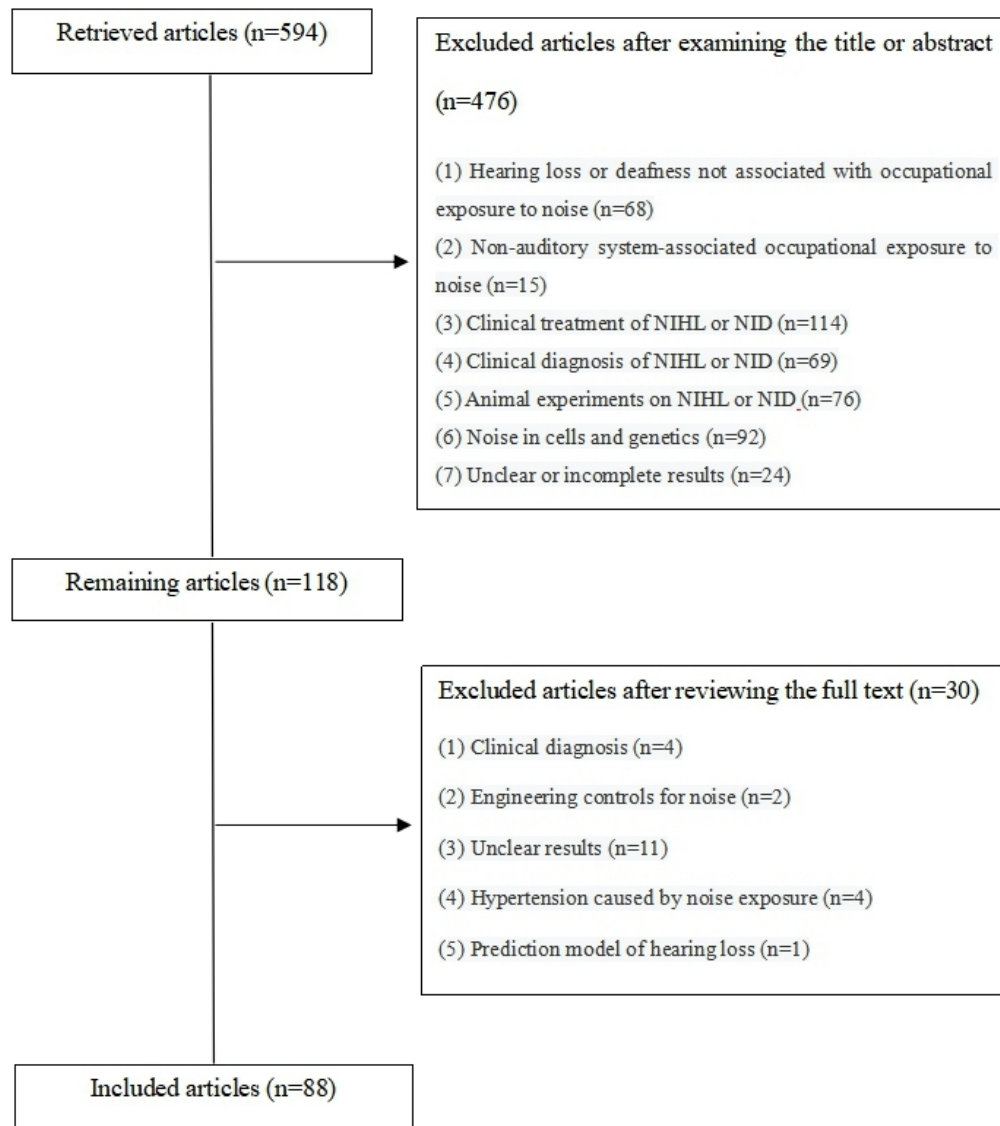 Retrieved articles (n=594)
Excluded articles after examining the title or abstract
(n=476)
(1) Hearing loss or deafness not associated with occupational
exposure to noise (n=68)
(2) Non-auditory system-associated occupational exposure to
noise (n=15)
(3) Clinical treatment of NIHL or NID (n=114)
(4) Clinical diagnosis of NIHL or NID (n=69)
(5) Animal experiments on NIHL or NID (n=76)
(6) Noise in cells and genetics (n=92)
(7) Unclear or incomplete results (n=24)
Remaining articles (n=118)
Excluded articles after reviewing the full text (n=30)
(1) Clinical diagnosis (n=4)
(2) Engineering controls for noise (n=2)
(3) Unclear results (n=11)
(4) Hypertension caused by noise exposure (n=4)
(5) Prediction model of hearing loss (n=1)
Included articles (n=88)